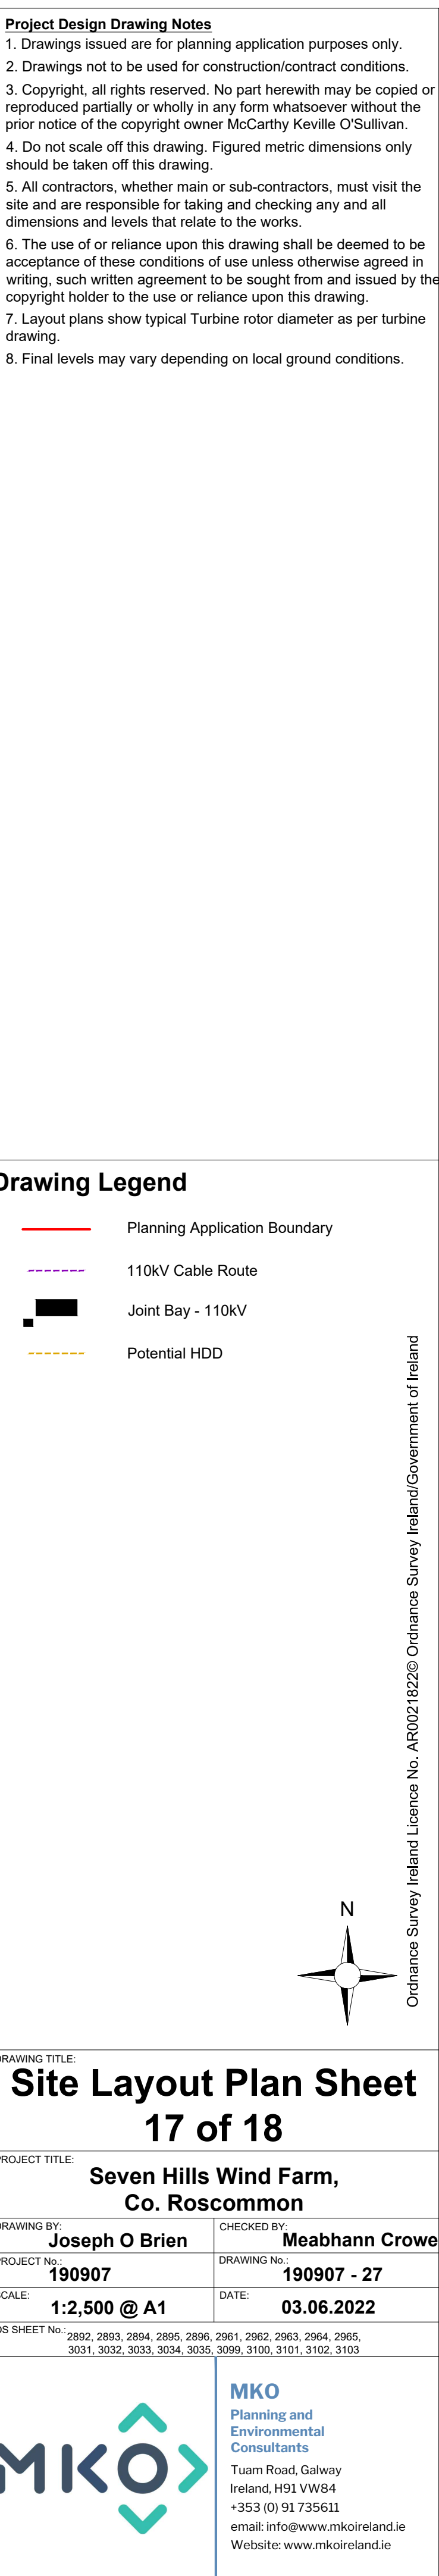 Project Design Drawing Notes
1. Drawings issued are for planning application purposes only.
2. Drawings not to be used for construction/contract conditions.
3. Copyright, all rights reserved. No part herewith may be copied or
reproduced partially or wholly in any form whatsoever without the
prior notice of the copyright owner McCarthy Keville O'Sullivan.
4. Do not scale off this drawing. Figured metric dimensions only
should be taken off this drawing.
5. All contractors, whether main or sub-contractors, must visit the
site and are responsible for taking and checking any and all
dimensions and levels that relate to the works.
6. The use of or reliance upon this drawing shall be deemed to be
acceptance of these conditions of use unless otherwise agreed in
writing, such written agreement to be sought from and issued by the
copyright holder to the use or reliance upon this drawing.
7. Layout plans show typical Turbine rotor diameter as per turbine
drawing.
8. Final levels may vary depending on local ground conditions.
Drawing Legend
Planning Application Boundary
110kV Cable Route
Joint Bay - 110kV
Potential HDD
Ordnance Survey Ireland Licence No. AR0021822© Ordnance Survey Ireland/Government of Ireland
N
DRAWING TITLE:
Site Layout Plan Sheet
17 of 18
PROJECT TITLE:
Seven Hills Wind Farm,
Co. Roscommon
DRAWING BY:
Joseph O Brien
CHECKED BY:
Meabhann Crowe
PROJECT No.:
190907
DRAWING No.:
190907 - 27
SCALE:
1:2,500 @ A1
DATE:
03.06.2022
OS SHEET No.:
2892, 2893, 2894, 2895, 2896, 2961, 2962, 2963, 2964, 2965,
3031, 3032, 3033, 3034, 3035, 3099, 3100, 3101, 3102, 3103
MKO
MKO
Planning and
Environmental
Consultants
Tuam Road, Galway
Ireland, H91 VW84
+353 (0) 91 735611
email: info@www.mkoireland.ie
Website: www.mkoireland.ie